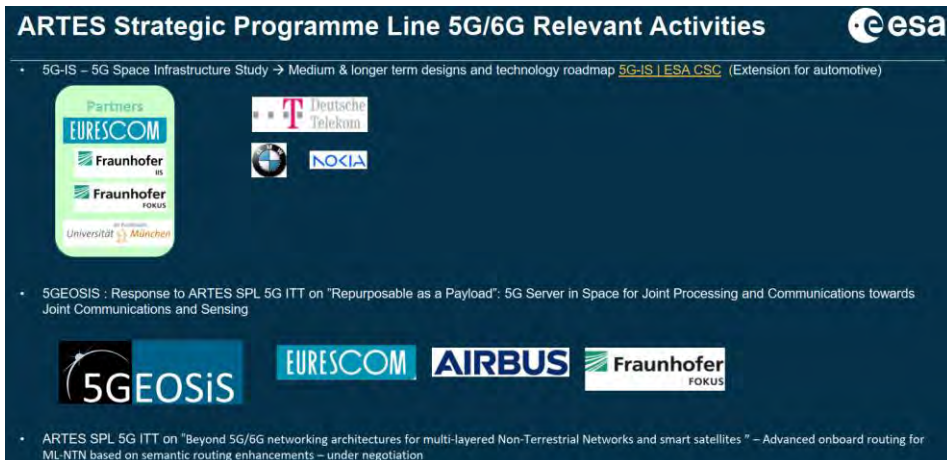 ARTES Strategic Programme Line 5G/6G Relevant Activities
esa
• 5G-IS – 5G Space Infrastructure Study → Medium & longer term designs and technology roadmap 5G-IS | ESA CSC (Extension for automotive)
Partners
EURESCOM
Fraunhofer
IIS
Fraunhofer
FOKUS
Universität München
Deutsche
Telekom
BMW
NOKIA
• 5GEOSIS : Response to ARTES SPL 5G ITT on "Repurposable as a Payload": 5G Server in Space for Joint Processing and Communications towards
Joint Communications and Sensing
5GEOSiS
EURESCOM
AIRBUS
Fraunhofer
FOKUS
• ARTES SPL 5G ITT on "Beyond 5G/6G networking architectures for multi-layered Non-Terrestrial Networks and smart satellites " – Advanced onboard routing for
ML-NTN based on semantic routing enhancements – under negotiation